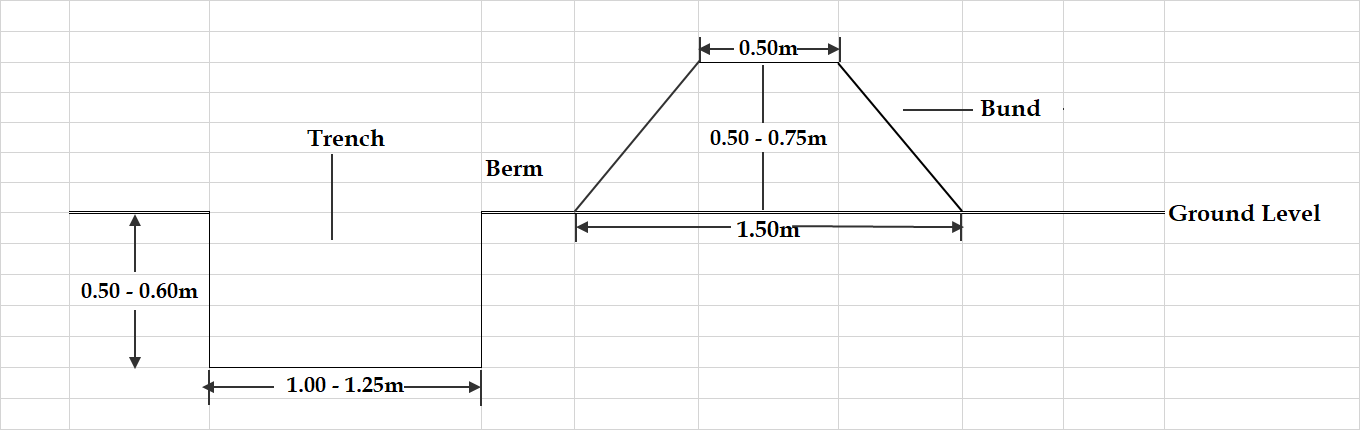 0.50m
Bund
0.50 - 0.75m
Trench
Berm
Ground Level
1.50m
0.50 - 0.60m
1.00 - 1.25m